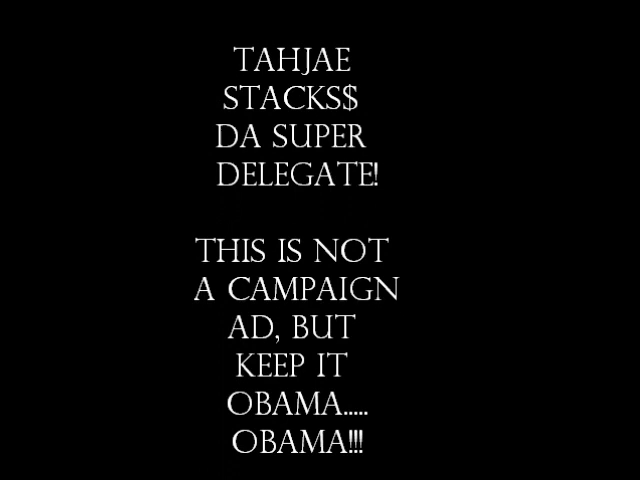 TAHJAE
STACKS$
DA SUPER
DELEGATE!
THIS IS NOT
A CAMPAIGN
AD, BUT
KEEP IT
OBAMA.....
OBAMA!!!